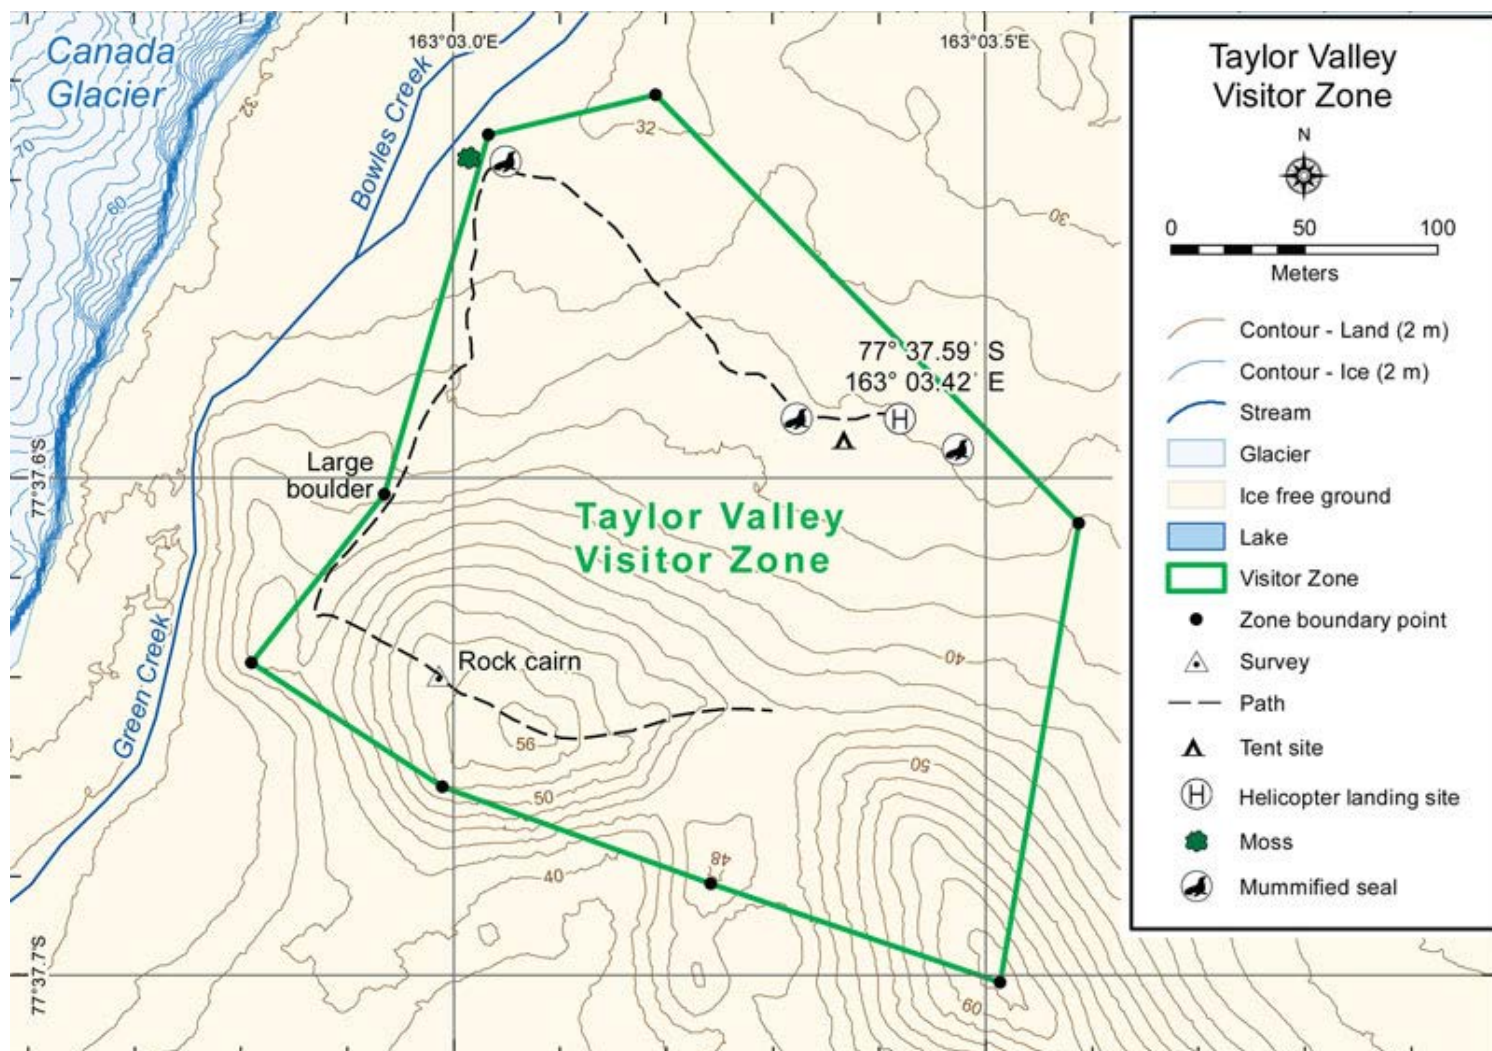 Canada
Glacier
70
60
32
Bowles Creek
163°03.0'E
163°03.5'E
32
30
77° 37.59' S
163° 03.42' E
H
77°37.6'S
Large
boulder
Taylor Valley
Visitor Zone
Green Creek
Rock cairn
40
56
50
50
48
40
60
77°37.7'S
Taylor Valley
Visitor Zone
N
0 50 100
Meters
Contour - Land (2 m)
Contour - Ice (2 m)
Stream
Glacier
Ice free ground
Lake
Visitor Zone
Zone boundary point
Survey
Path
Tent site
H Helicopter landing site
Moss
Mummified seal